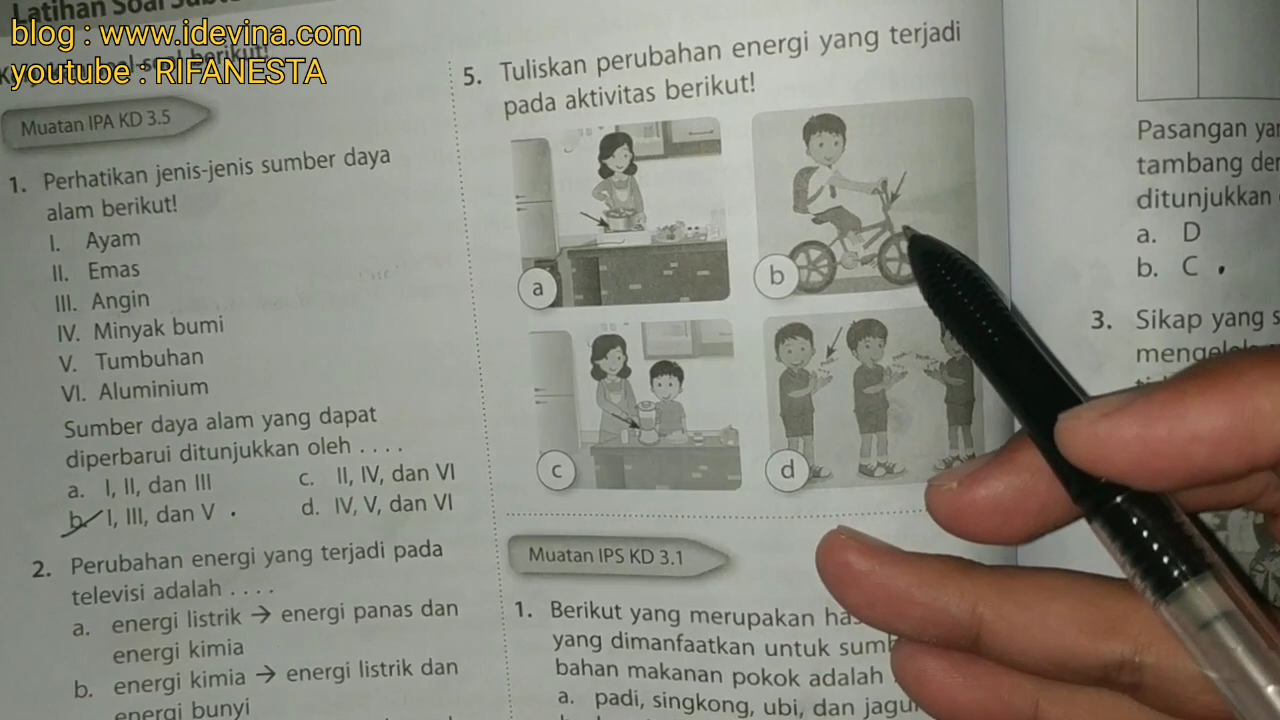 Latihan Soal
blog : www.idevina.com
youtube : RIFANESTA
berikut!
Muatan IPA KD 3.5
1. Perhatikan jenis-jenis sumber daya
alam berikut!
I. Ayam
II. Emas
III. Angin
IV. Minyak bumi
V. Tumbuhan
VI. Aluminium
Sumber daya alam yang dapat
diperbarui ditunjukkan oleh . . . .
a. I, II, dan III
b. I, III, dan V
c. II, IV, dan VI
d. IV, V, dan VI
2. Perubahan energi yang terjadi pada
televisi adalah . . . .
a. energi listrik → energi panas dan
energi kimia
b. energi kimia → energi listrik dan
energi bunyi
5. Tuliskan perubahan energi yang terjadi
pada aktivitas berikut!
a
b
c
d
Muatan IPS KD 3.1
1. Berikut yang merupakan
yang dimanfaatkan untuk
bahan makanan pokok adalah
a. padi, singkong, ubi, dan
Pasangan
tambang
ditunjukkan
a. D
b. C
3. Sikap yang